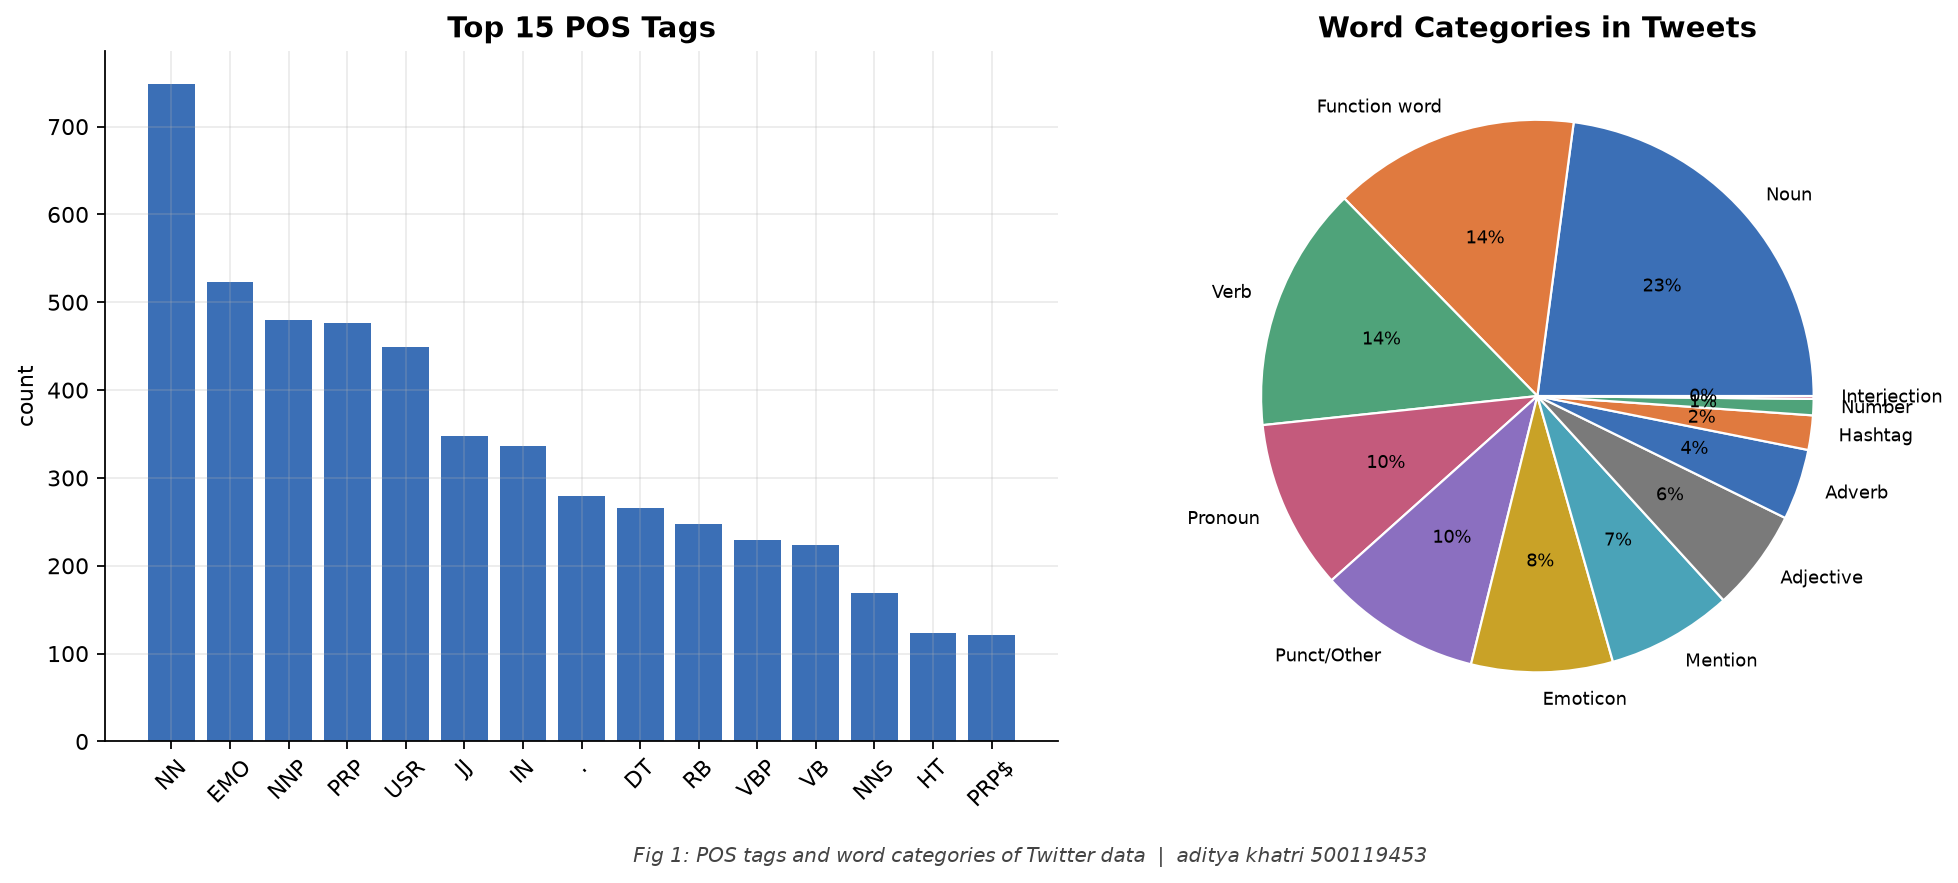 Top 15 POS Tags
count
700
600
500
400
300
200
100
0
NN
EMO
NNP
PRP
USR
JJ
IN
.
DT
RB
VBP
VB
NNS
HT
PRP$
Word Categories in Tweets
Function word
Noun
Verb
Pronoun
Punct/Other
Emoticon
Mention
Adjective
Adverb
Hashtag
Number
Interjection
14%
23%
14%
10%
10%
8%
7%
6%
4%
2%
1%
0%
Fig 1: POS tags and word categories of Twitter data | aditya khatri 500119453